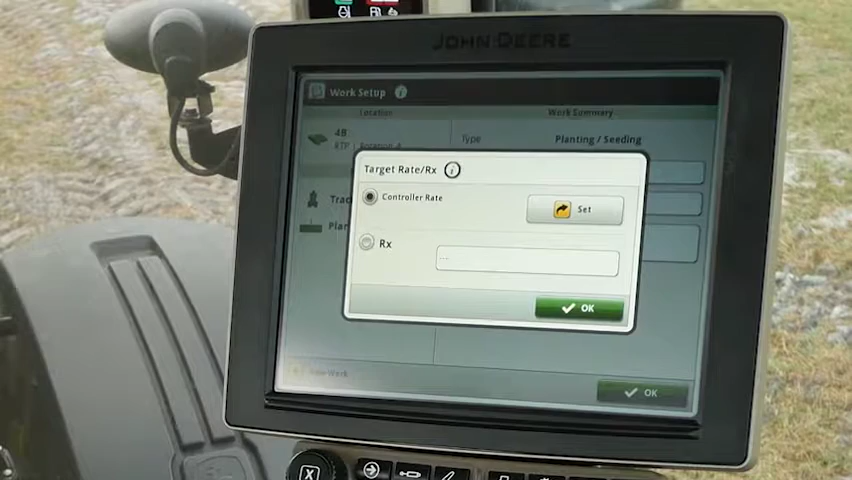 JOHN DEERE
Work Setup
Location
Work Summary
4B
Type
Planting / Seeding
Target Rate/Rx
Controller Rate
Set
Rx
---
OK
OK
X